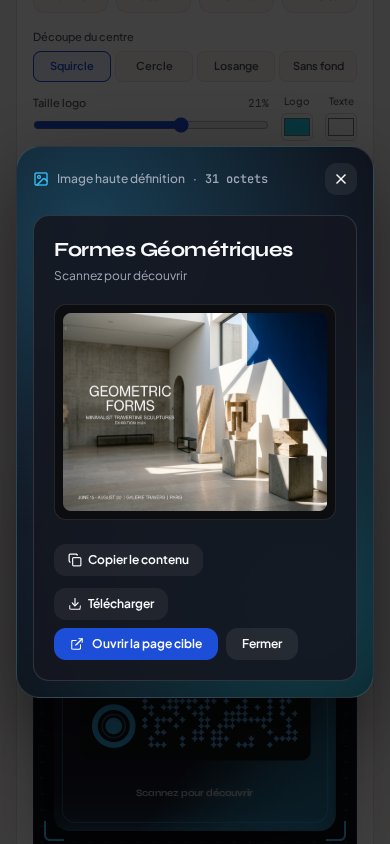 Découpe du centre
Squircle
Cercle
Losange
Sans fond
Taille logo
21%
Logo
Texte
Image haute définition · 31 octets
Formes Géométriques
Scannez pour découvrir
GEOMETRIC
FORMS
MINIMALIST TRAVERTINE SCULPTURES
Copier le contenu
Télécharger
Ouvrir la page cible
Fermer
Scannez pour découvrir